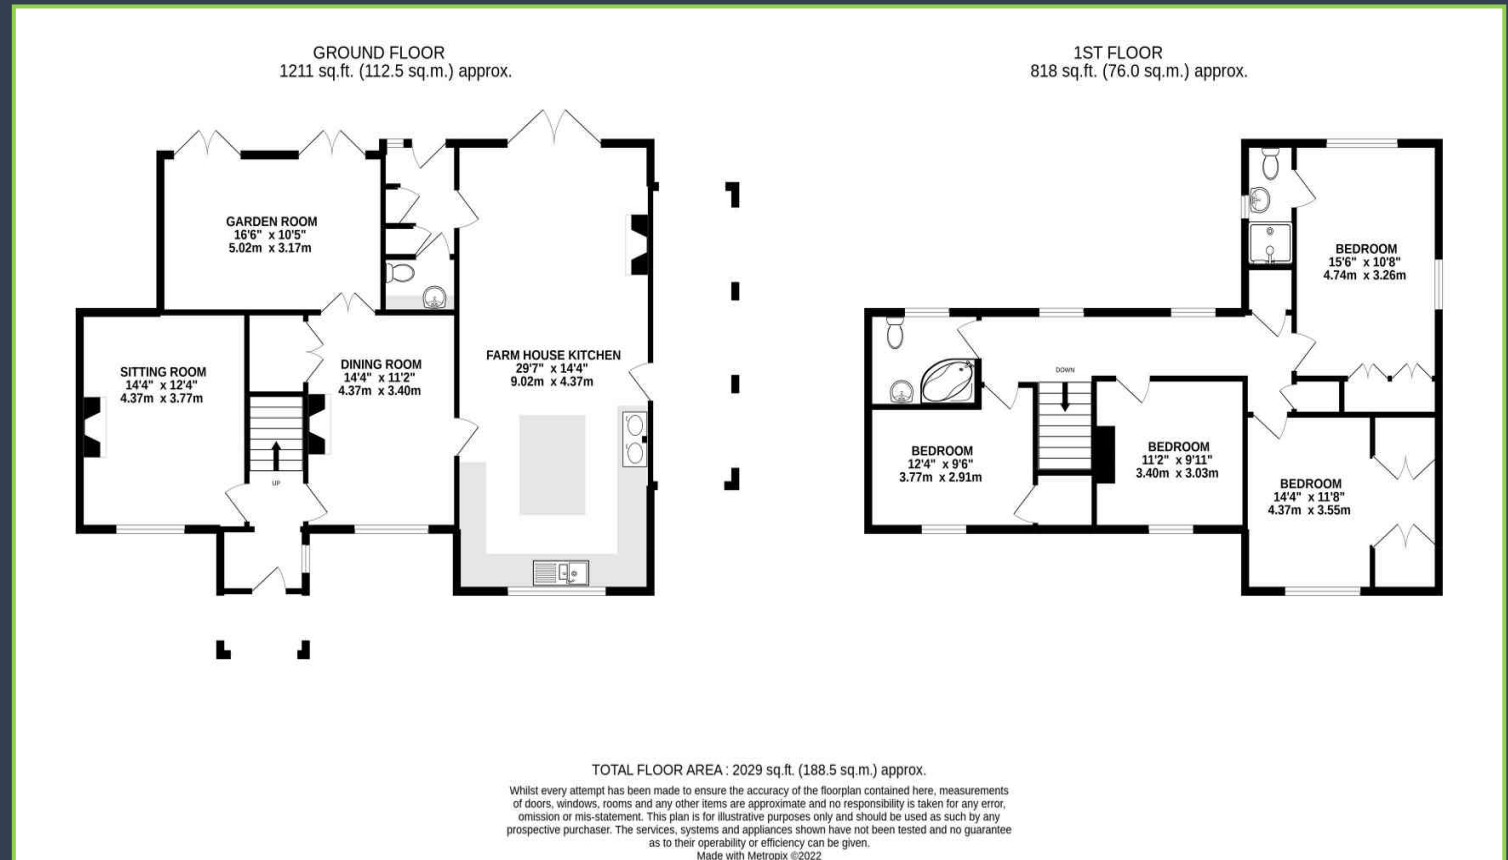 GROUND FLOOR
1211 sq.ft. (112.5 sq.m.) approx.
1ST FLOOR
818 sq.ft. (76.0 sq.m.) approx.
GARDEN ROOM
16'6" x 10'5"
5.02m x 3.17m
SITTING ROOM
14'4" x 12'4"
4.37m x 3.77m
DINING ROOM
14'4" x 11'2"
4.37m x 3.40m
FARM HOUSE KITCHEN
29'7" x 14'4"
9.02m x 4.37m
UP
BEDROOM
15'6" x 10'8"
4.74m x 3.26m
DOWN
BEDROOM
12'4" x 9'6"
3.77m x 2.91m
BEDROOM
11'2" x 9'11"
3.40m x 3.03m
BEDROOM
14'4" x 11'8"
4.37m x 3.55m
TOTAL FLOOR AREA : 2029 sq.ft. (188.5 sq.m.) approx.
Whilst every attempt has been made to ensure the accuracy of the floorplan contained here, measurements
of doors, windows, rooms and any other items are approximate and no responsibility is taken for any error,
omission or mis-statement. This plan is for illustrative purposes only and should be used as such by any
prospective purchaser. The services, systems and appliances shown have not been tested and no guarantee
as to their operability or efficiency can be given.
Made with Metropix ©2022